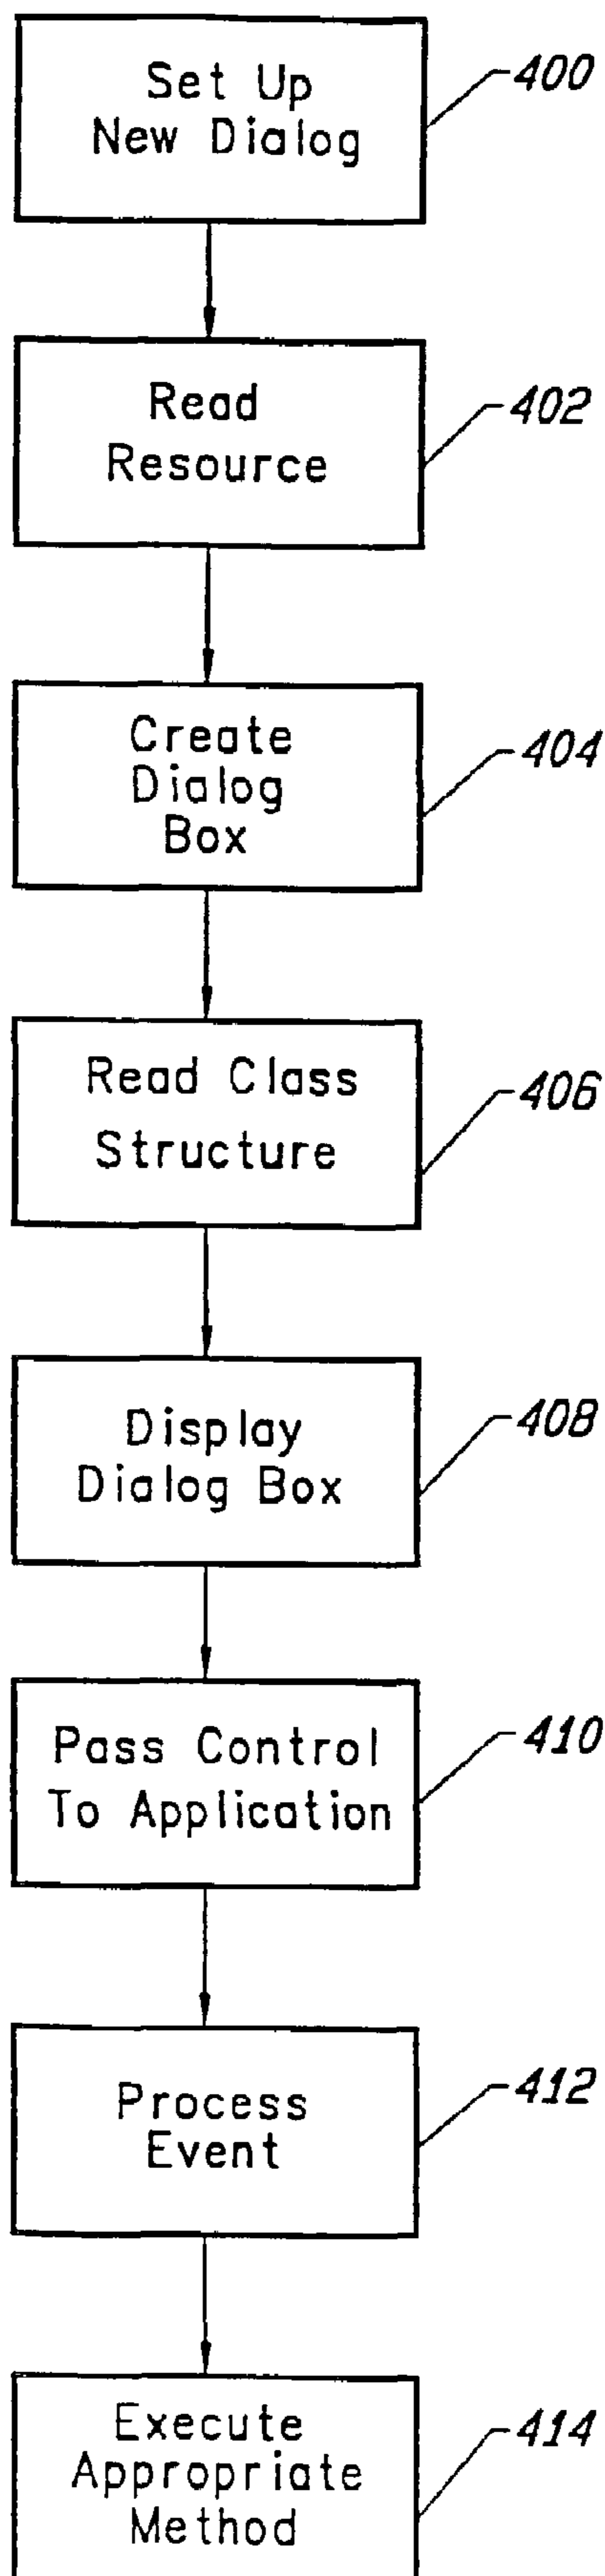 Set Up
New Dialog
400
Read
Resource
402
Create
Dialog
Box
404
Read Class
Structure
406
Display
Dialog Box
408
Pass Control
To Application
410
Process
Event
412
Execute
Appropriate
Method
414